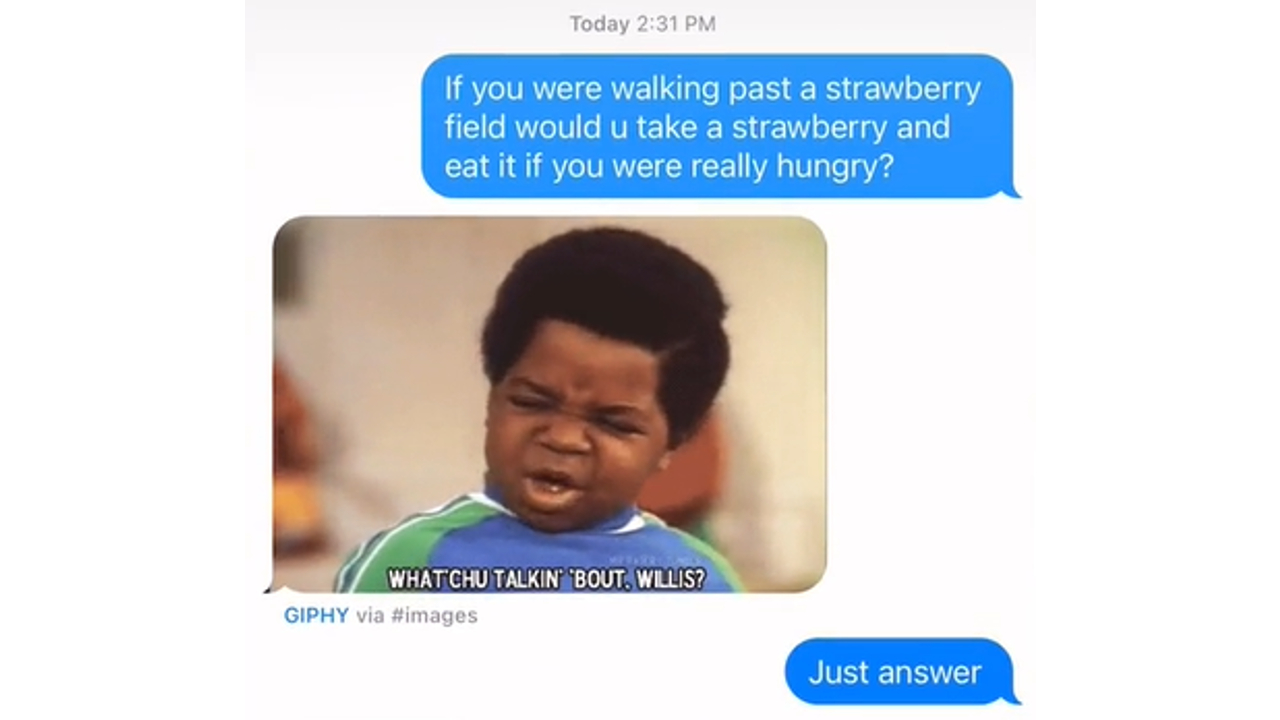 Today 2:31 PM
If you were walking past a strawberry
field would u take a strawberry and
eat it if you were really hungry?
WHAT'CHU TALKIN' 'BOUT, WILLIS?
GIPHY via #images
Just answer